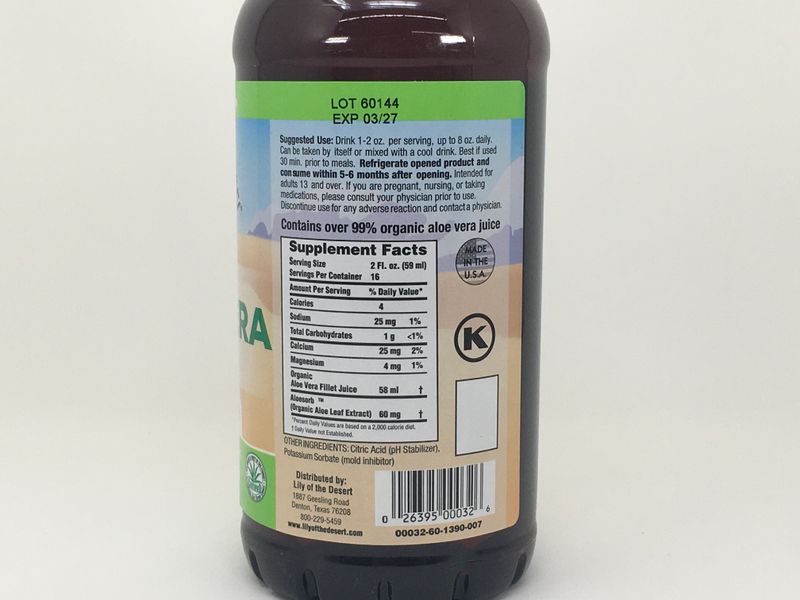 LOT 60144
EXP 03/27
Suggested Use: Drink 1-2 oz. per serving, up to 8 oz. daily.
Can be taken by itself or mixed with a cool drink. Best if used
30 min. prior to meals. Refrigerate opened product and
consume within 5-6 months after opening. Intended for
adults 13 and over. If you are pregnant, nursing, or taking
medications, please consult your physician prior to use.
Discontinue use for any adverse reaction and contact a physician.
Contains over 99% organic aloe vera juice
Supplement Facts
Serving Size 2 Fl. oz. (59 ml)
Servings Per Container 16
Amount Per Serving % Daily Value*
Calories 4
Sodium 25 mg 1%
Total Carbohydrates 1 g <1%
Calcium 25 mg 2%
Magnesium 4 mg 1%
Organic
Aloe Vera Fillet Juice 58 ml †
Aloesorb ™
(Organic Aloe Leaf Extract) 60 mg †
*Percent Daily Values are based on a 2,000 calorie diet.
† Daily Value not Established.
MADE
IN THE
U.S.A.
K
RA
OTHER INGREDIENTS: Citric Acid (pH Stabilizer),
Potassium Sorbate (mold inhibitor)
Distributed by:
Lily of the Desert
1887 Geesling Road
Denton, Texas 76208
800-229-5459
www.lilyofthedesert.com
0 26395 00032 6
00032-60-1390-007